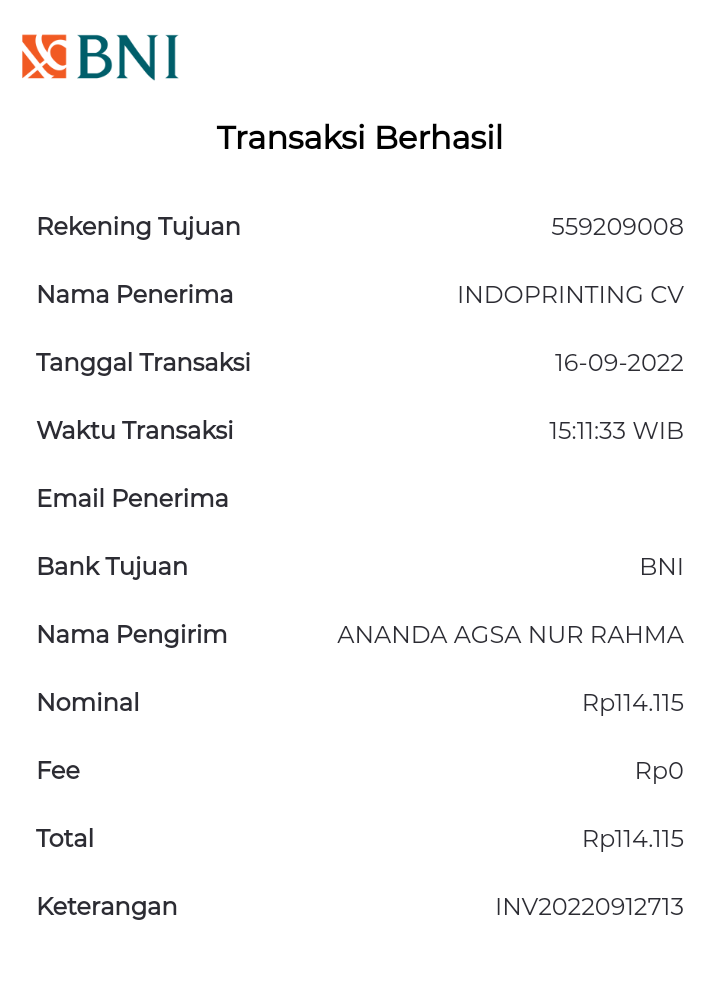 BNI
Transaksi Berhasil
Rekening Tujuan 559209008
Nama Penerima INDOPRINTING CV
Tanggal Transaksi 16-09-2022
Waktu Transaksi 15:11:33 WIB
Email Penerima
Bank Tujuan BNI
Nama Pengirim ANANDA AGSA NUR RAHMA
Nominal Rp114.115
Fee Rp0
Total Rp114.115
Keterangan INV20220912713